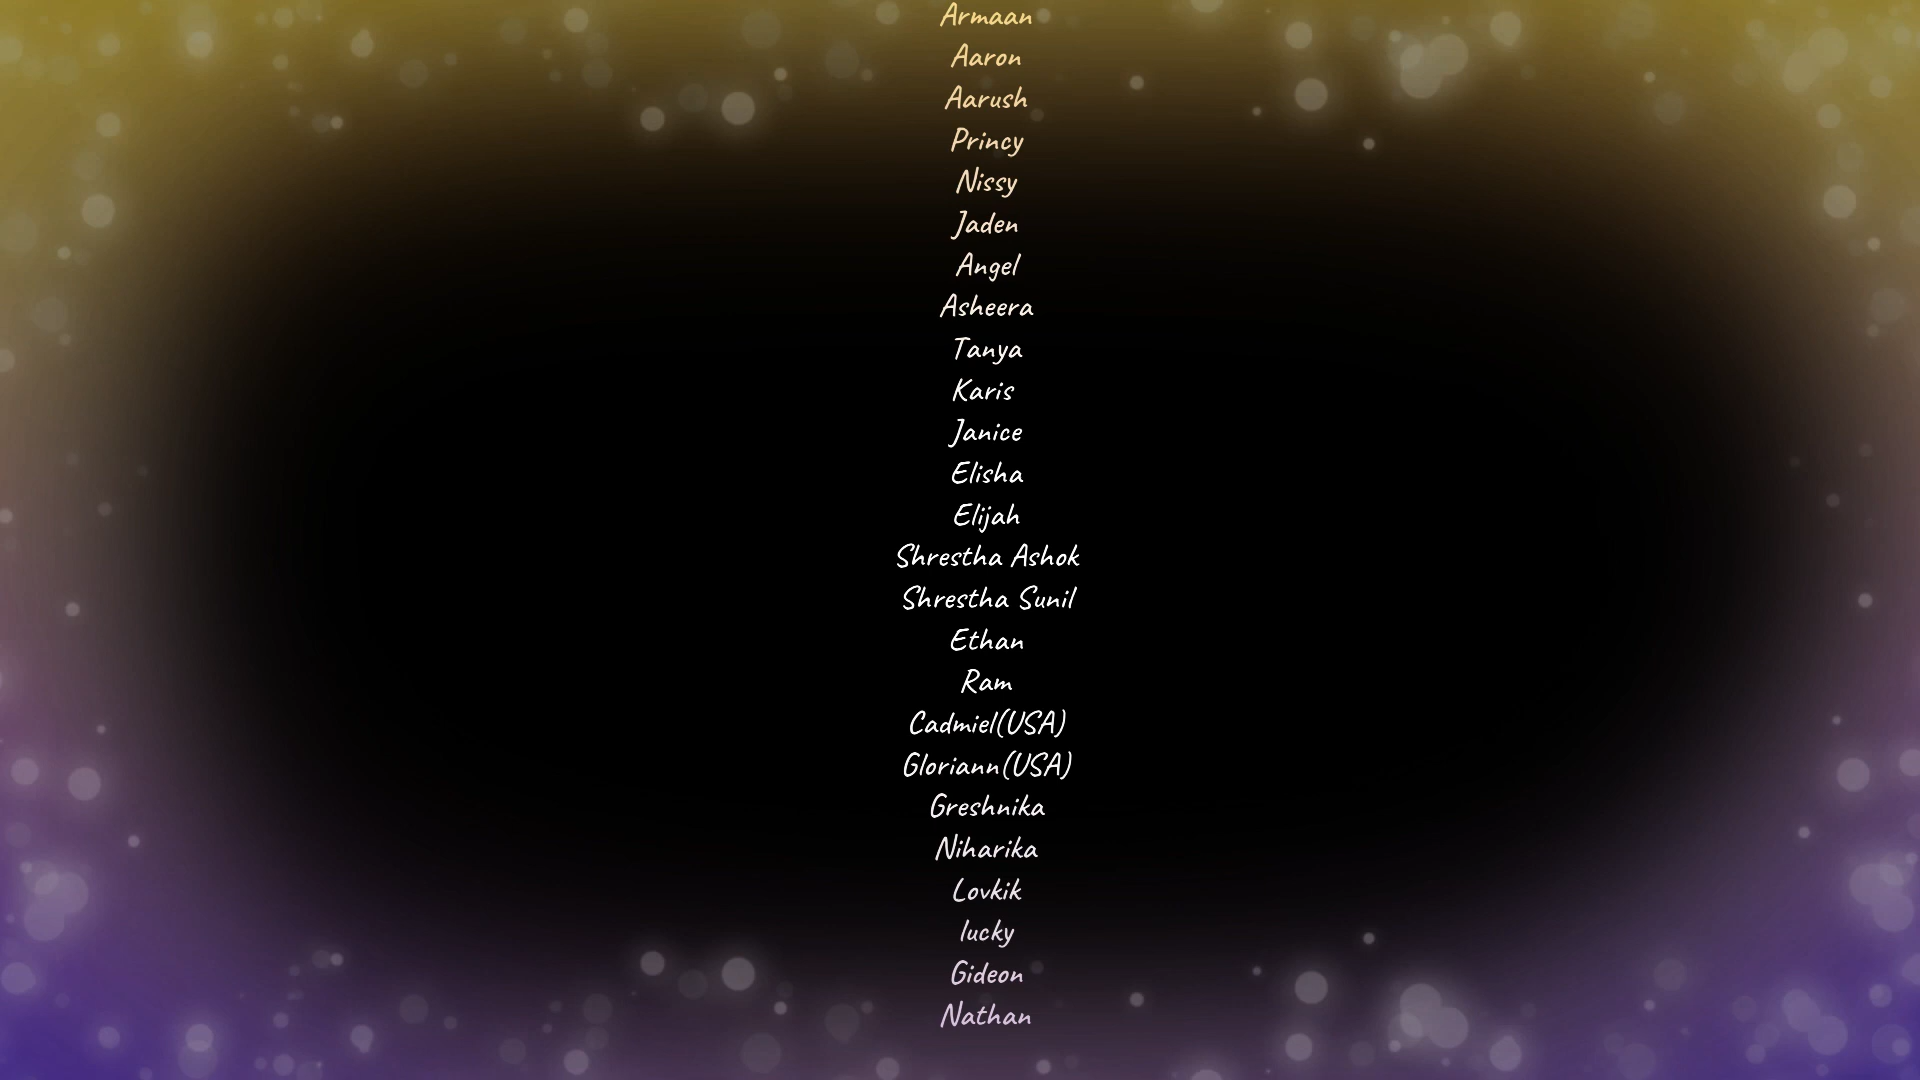 Armaan
Aaron
Aarush
Princy
Nissy
Jaden
Angel
Asheera
Tanya
Karis
Janice
Elisha
Elijah
Shrestha Ashok
Shrestha Sunil
Ethan
Ram
Cadmiel(USA)
Gloriann(USA)
Greshnika
Niharika
Lovkik
lucky
Gideon
Nathan